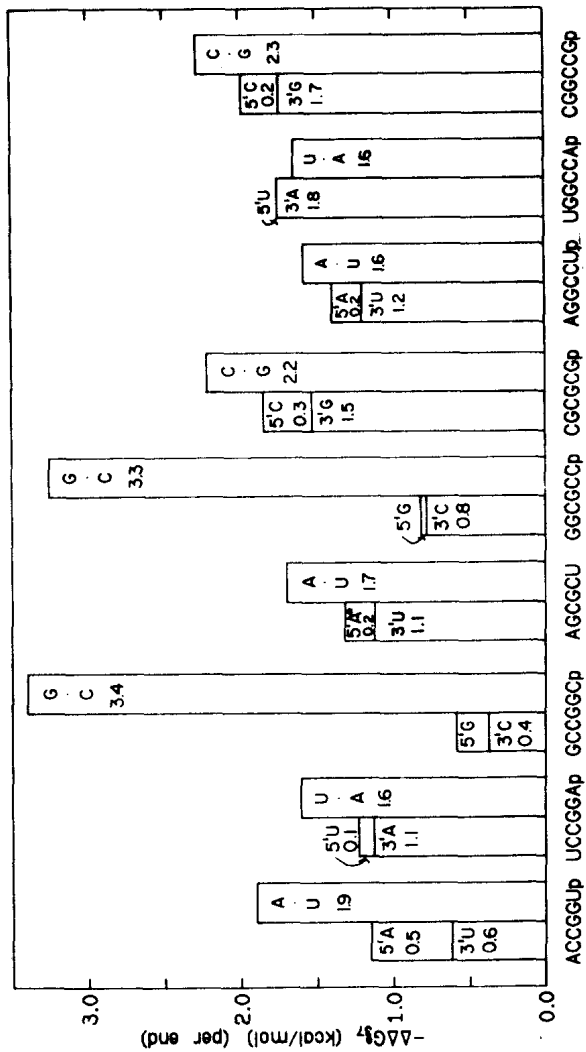 -ΔΔG°₃₇ (kcal/mol) (per end)
3.0
2.0
1.0
0.0
5'A
0.5
3'U
0.6
A · U
1.9
5'U
0.1
3'A
1.1
U · A
1.6
5'G
3'C
0.4
G · C
3.4
5'A
0.2
3'U
1.1
A · U
1.7
5'G
3'C
0.8
G · C
3.3
5'C
0.3
3'G
1.5
C · G
2.2
5'A
0.2
3'U
1.2
A · U
1.6
5'U
3'A
1.8
U · A
1.6
5'C
0.2
3'G
1.7
C · G
2.3
ACCGGUp UCCGGAp GCCGGCp AGCGCU GGCGCCp CGCGCGp AGGCCUp UGGCCAp CGGCCGp